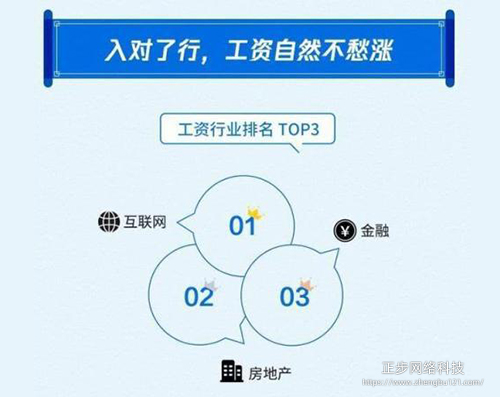 入对了行，工资自然不愁涨
工资行业排名 TOP3
互联网
01
金融
02
03
房地产
正步网络科技
https://www.zhengbu121.com/